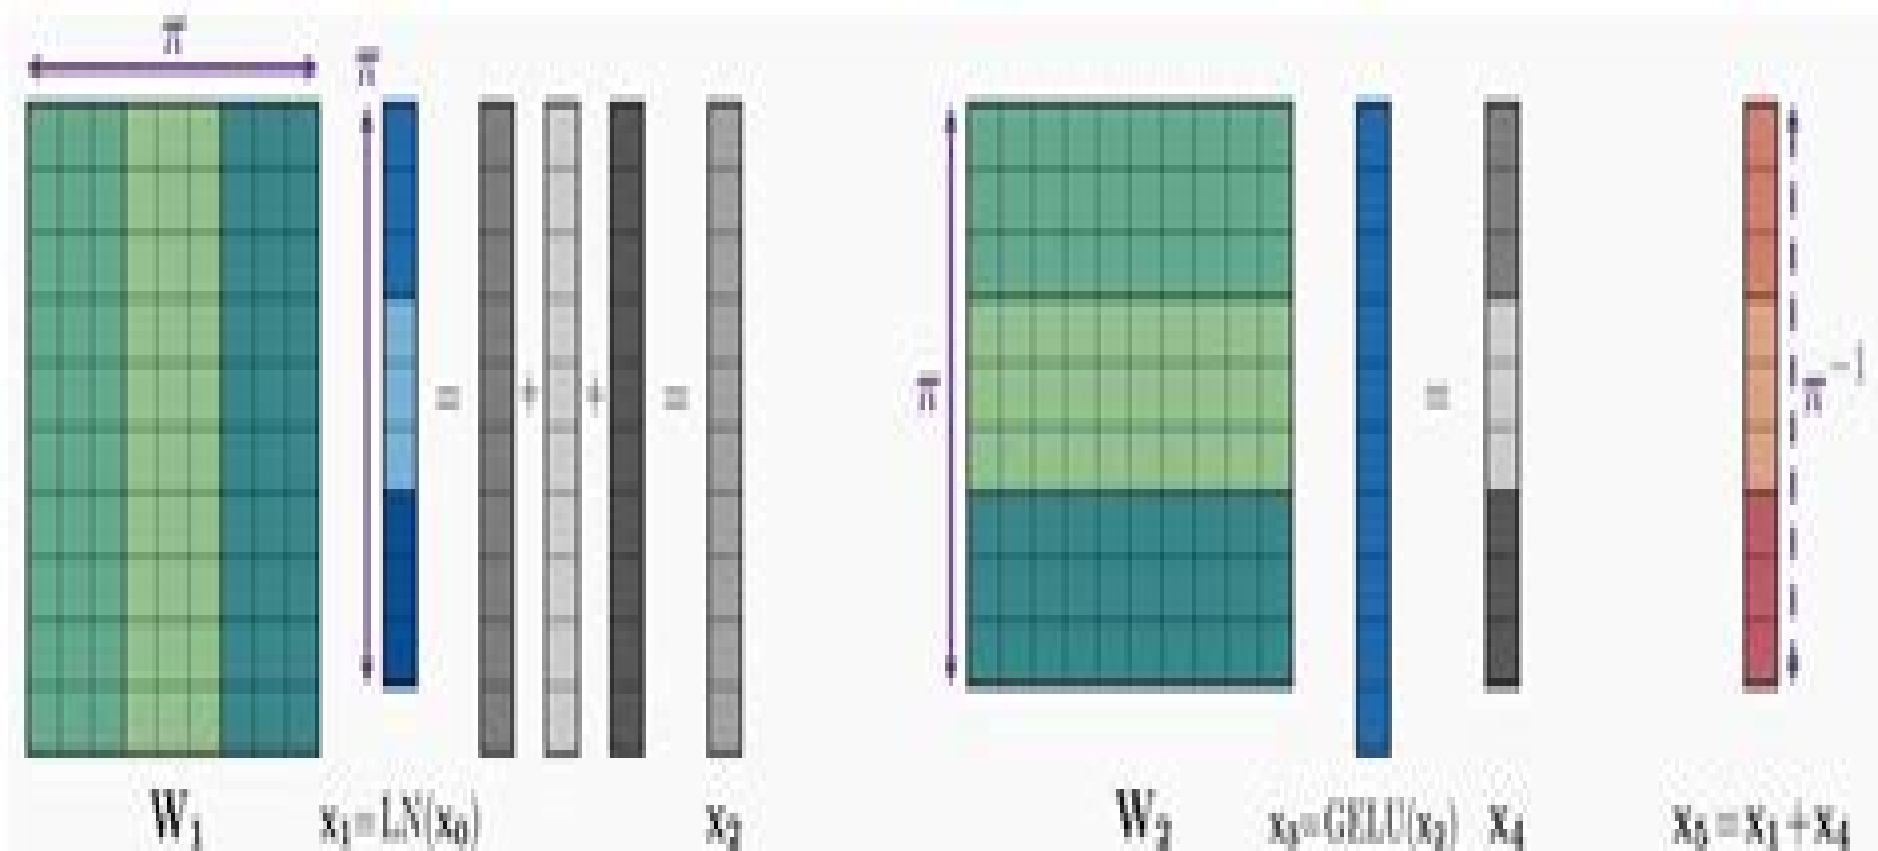 π
π
= + + =
π
=
π⁻¹
W₁
x₁=LN(x₀)
x₂
W₂
x₃=GELU(x₂)
x₄
x₅=x₁+x₄